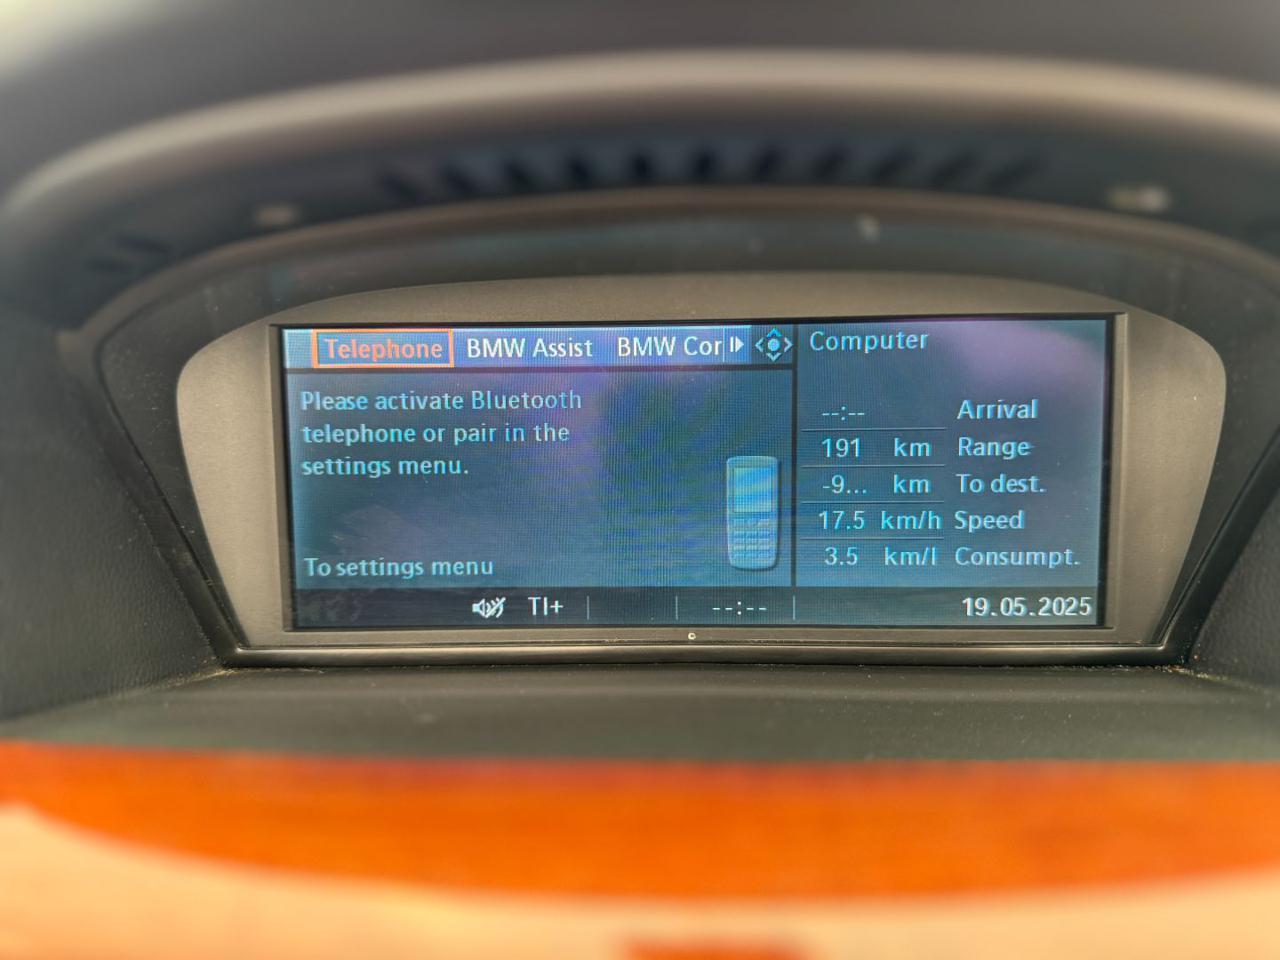 Telephone BMW Assist BMW Cor
Please activate Bluetooth
telephone or pair in the
settings menu.
To settings menu
Computer
--:-- Arrival
191 km Range
-9... km To dest.
17.5 km/h Speed
3.5 km/l Consumpt.
TI+ --:-- 19.05.2025